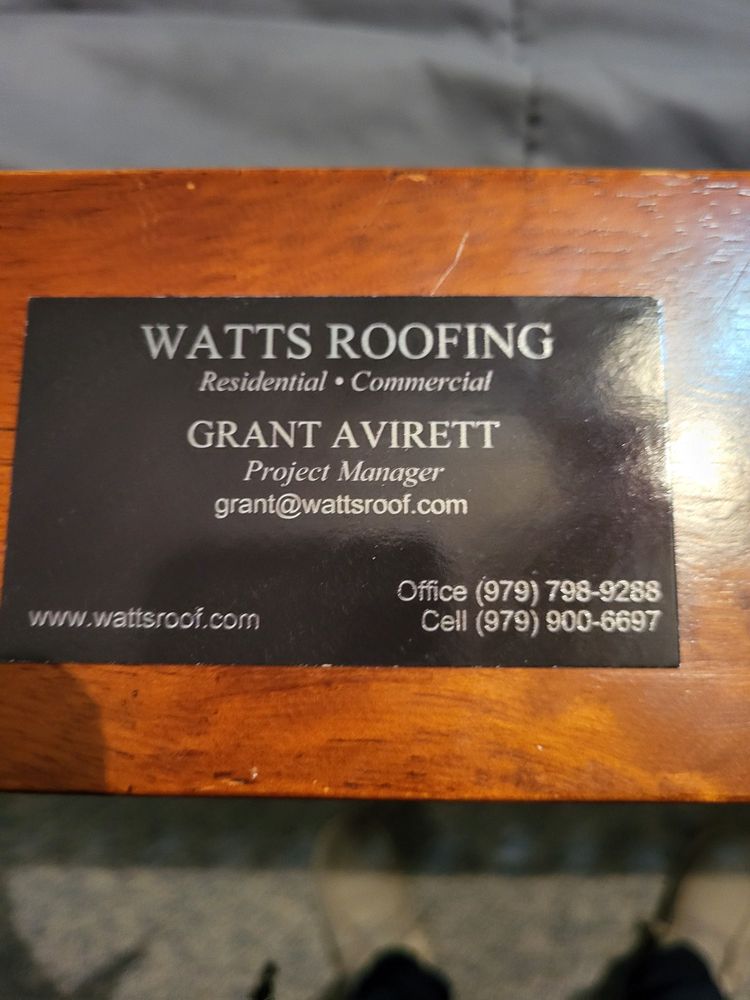 WATTS ROOFING
Residential • Commercial
GRANT AVIRETT
Project Manager
grant@wattsroof.com
Office (979) 798-9288
www.wattsroof.com
Cell (979) 900-6697